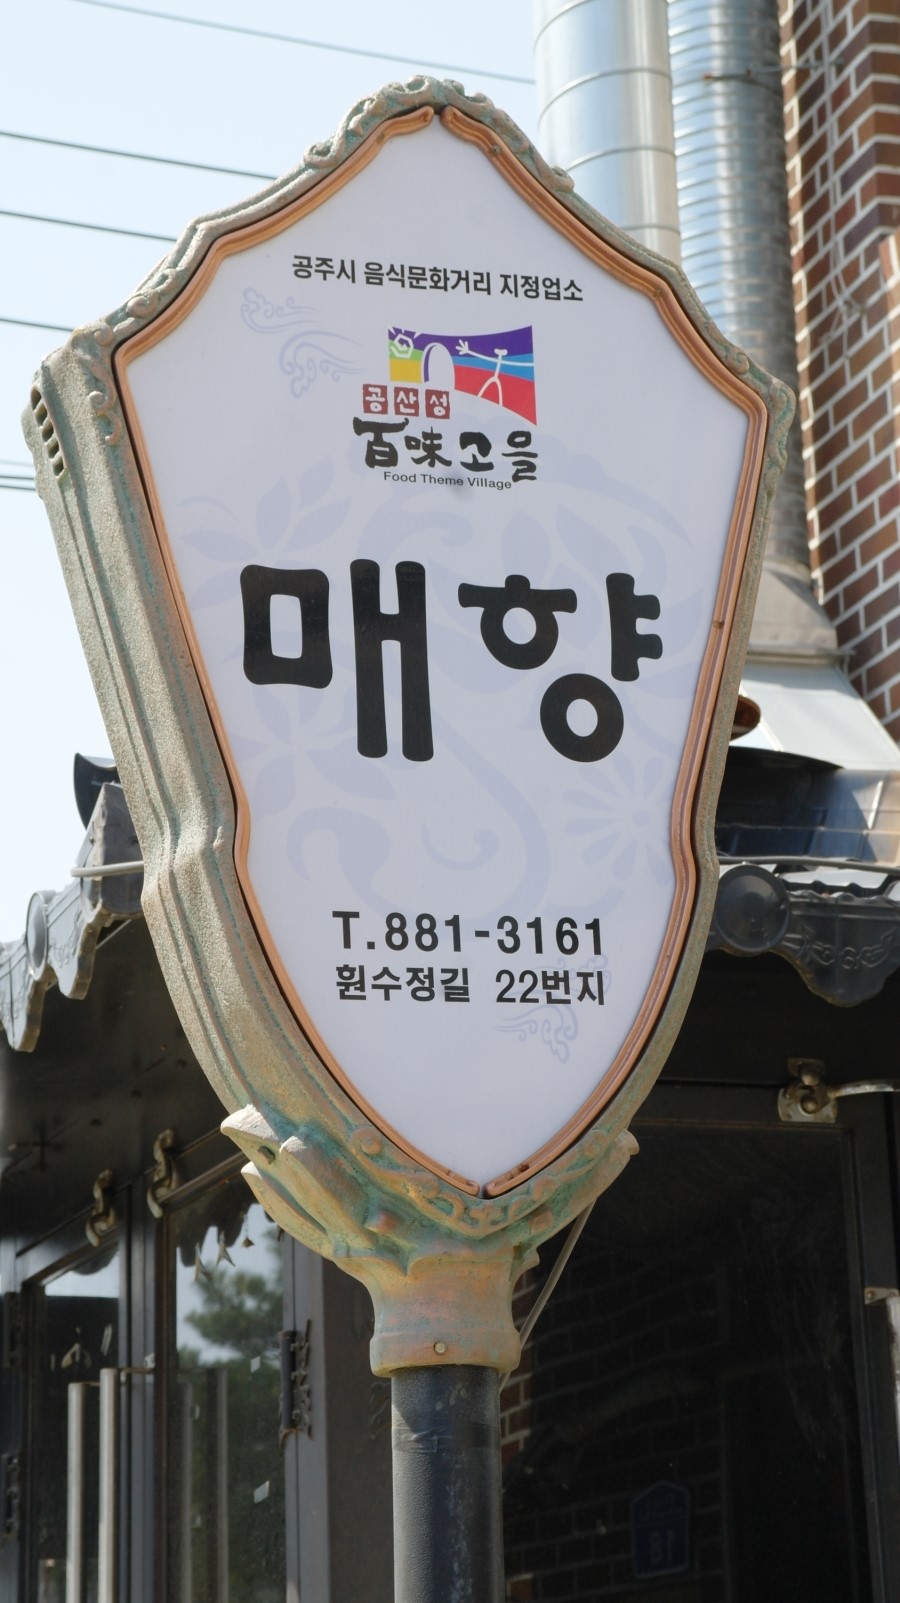 공주시 음식문화거리 지정업소
공산성
百味고을
Food Theme Village
매향
T.881-3161
훤수정길 22번지